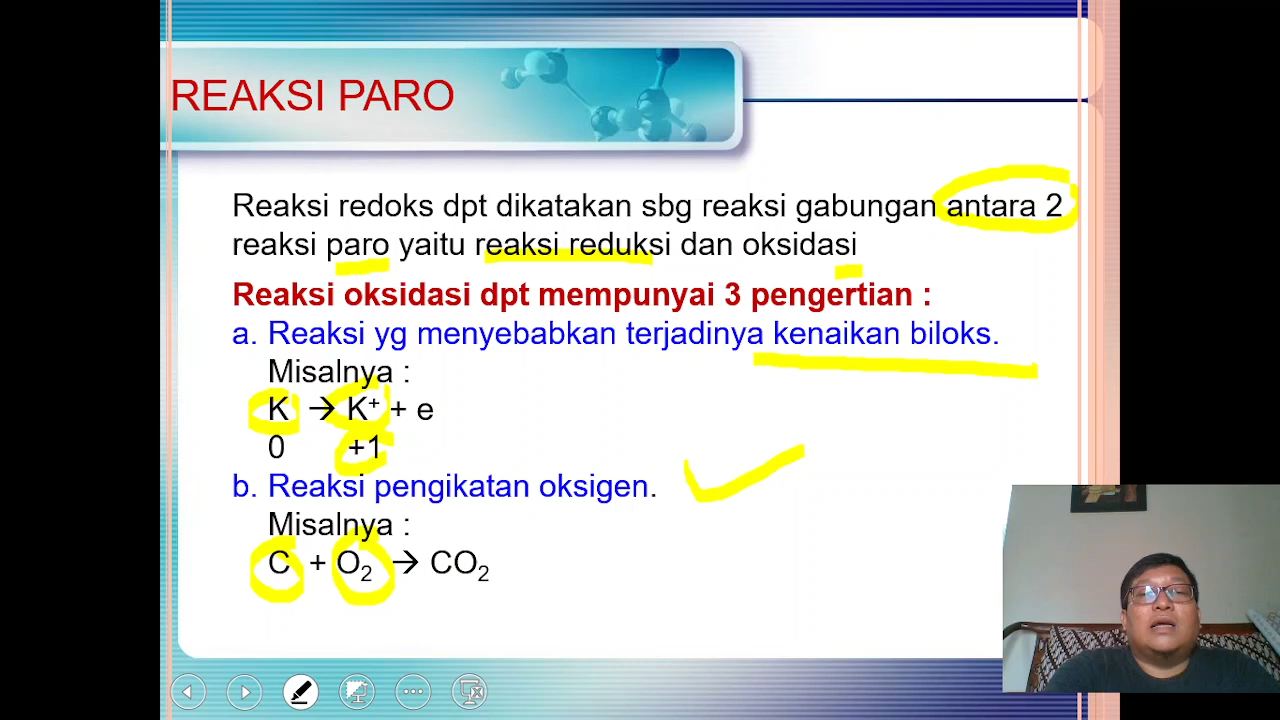 REAKSI PARO
Reaksi redoks dpt dikatakan sbg reaksi gabungan antara 2
reaksi paro yaitu reaksi reduksi dan oksidasi
Reaksi oksidasi dpt mempunyai 3 pengertian :
a. Reaksi yg menyebabkan terjadinya kenaikan biloks.
Misalnya :
K → K⁺ + e
0 +1
b. Reaksi pengikatan oksigen.
Misalnya :
C + O₂ → CO₂